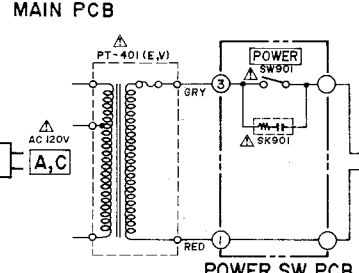 MAIN PCB
PT-401 (E,V)
POWER
SW901
3
GRY
AC 120V
A,C
SK901
1
RED
POWER SW PCB